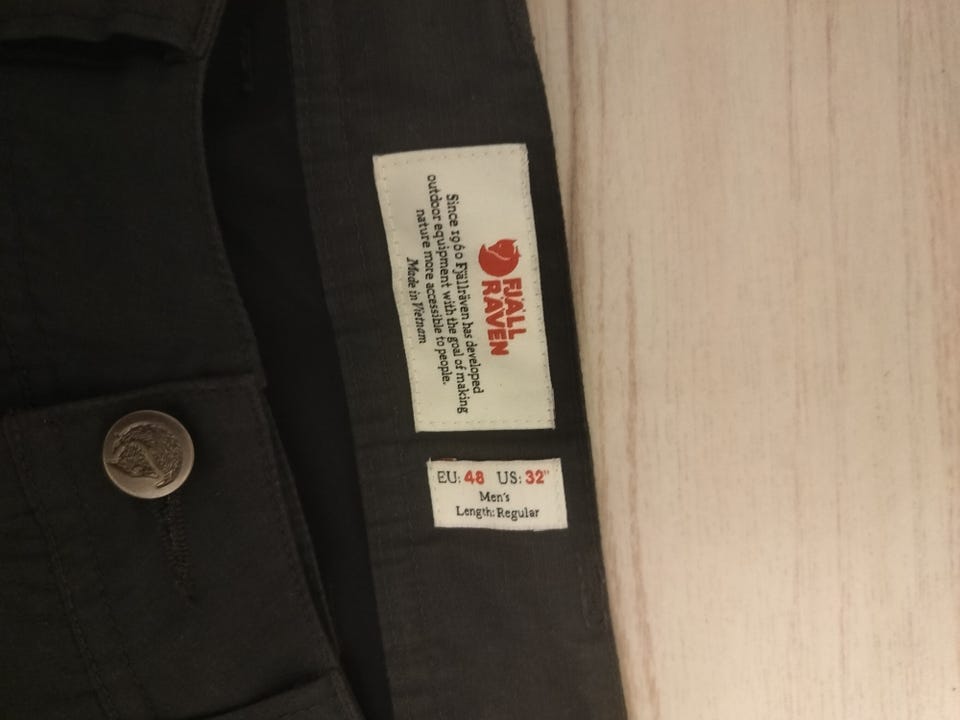 FJÄLL
RÄVEN
Since 1960 Fjällräven has developed
outdoor equipment with the goal of making
nature more accessible to people.
Made in Vietnam
EU: 48 US: 32"
Men's
Length: Regular